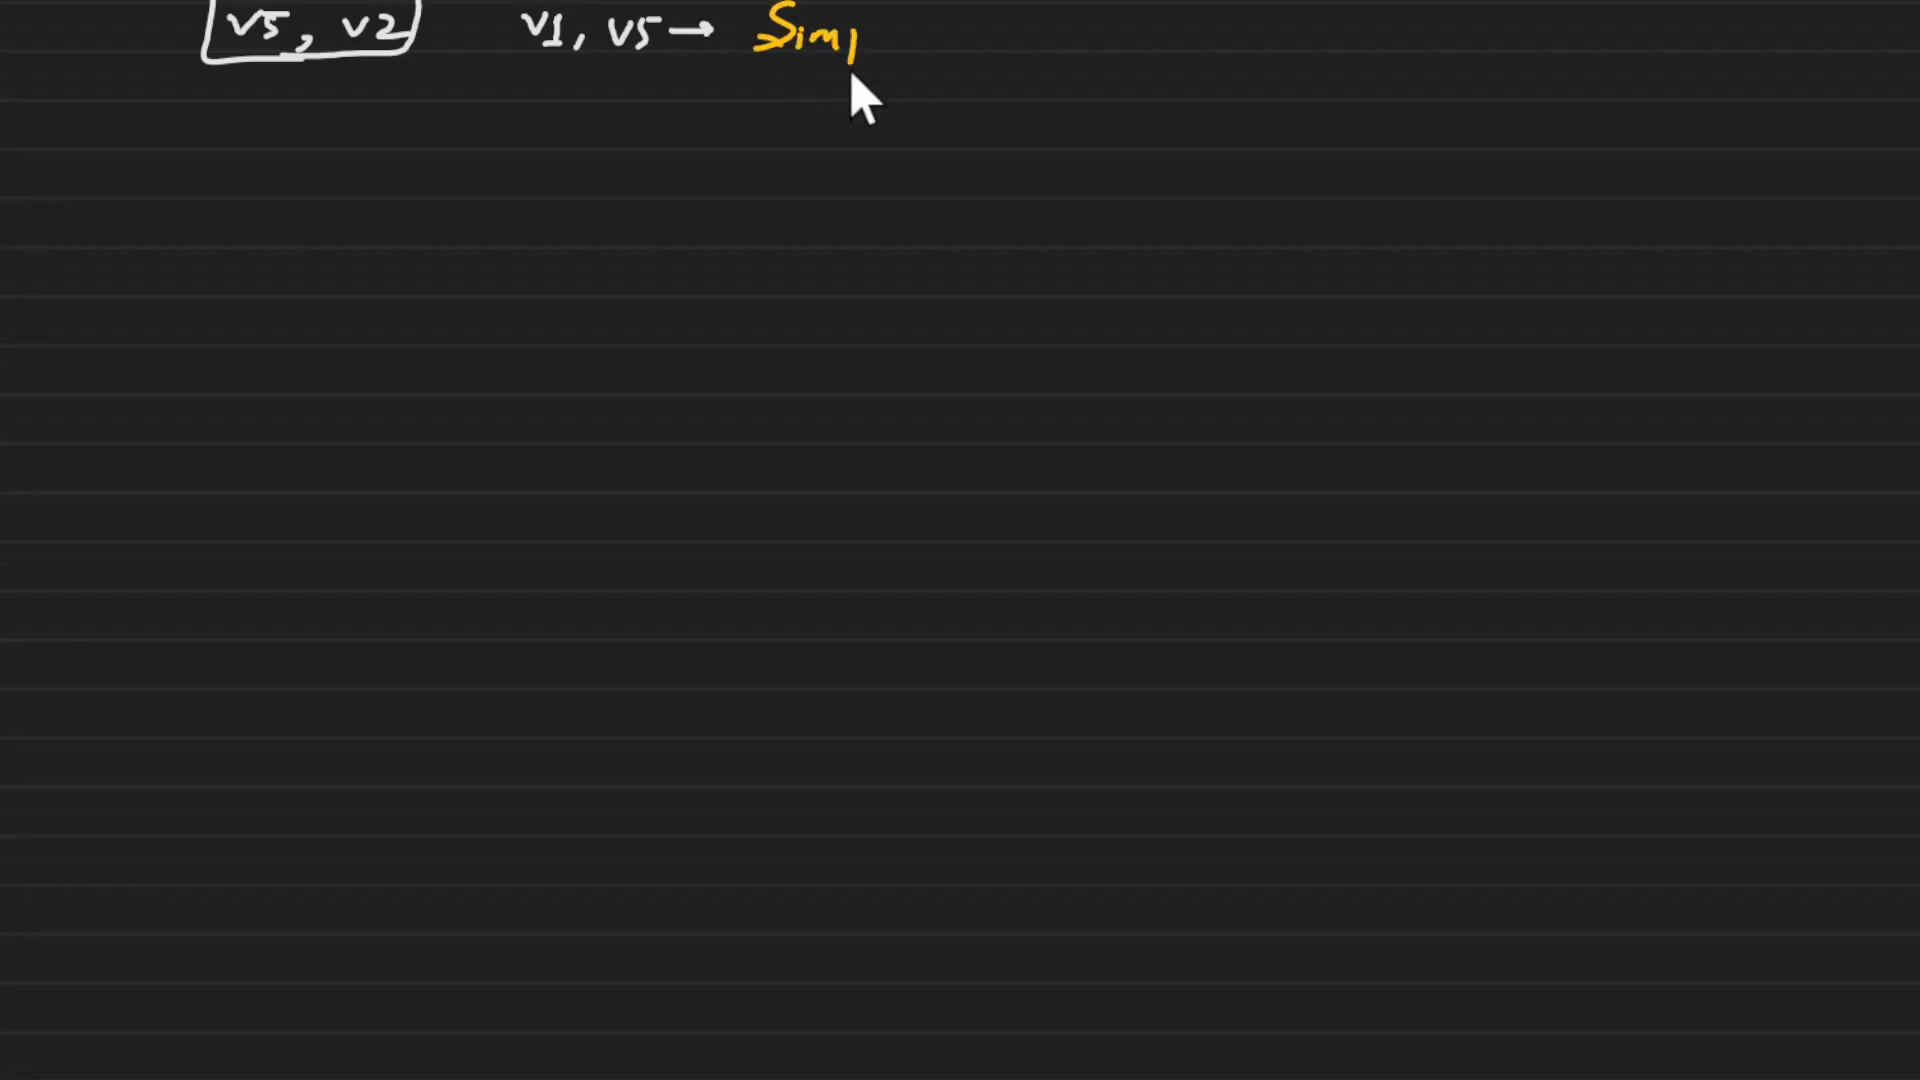 v5, v2 v1, v5 → Sim